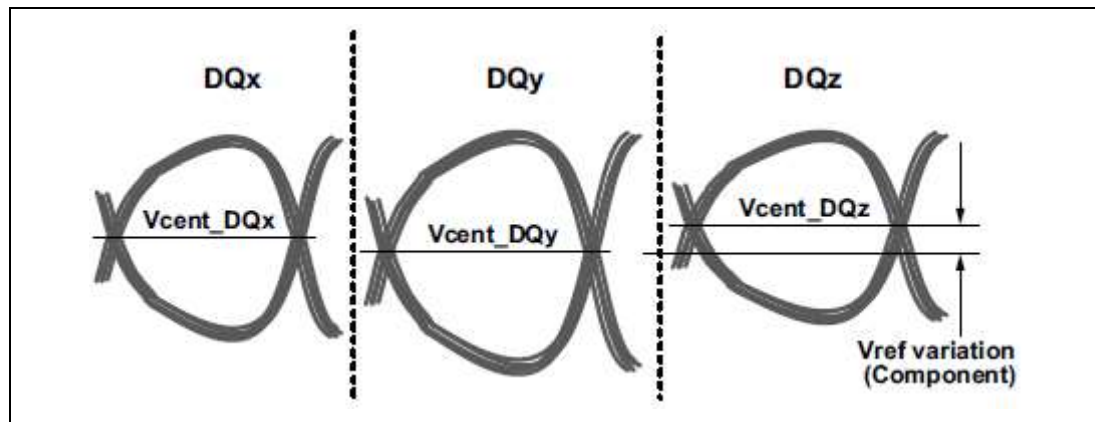 DQx
DQy
DQz
Vcent_DQx
Vcent_DQy
Vcent_DQz
Vref variation
(Component)